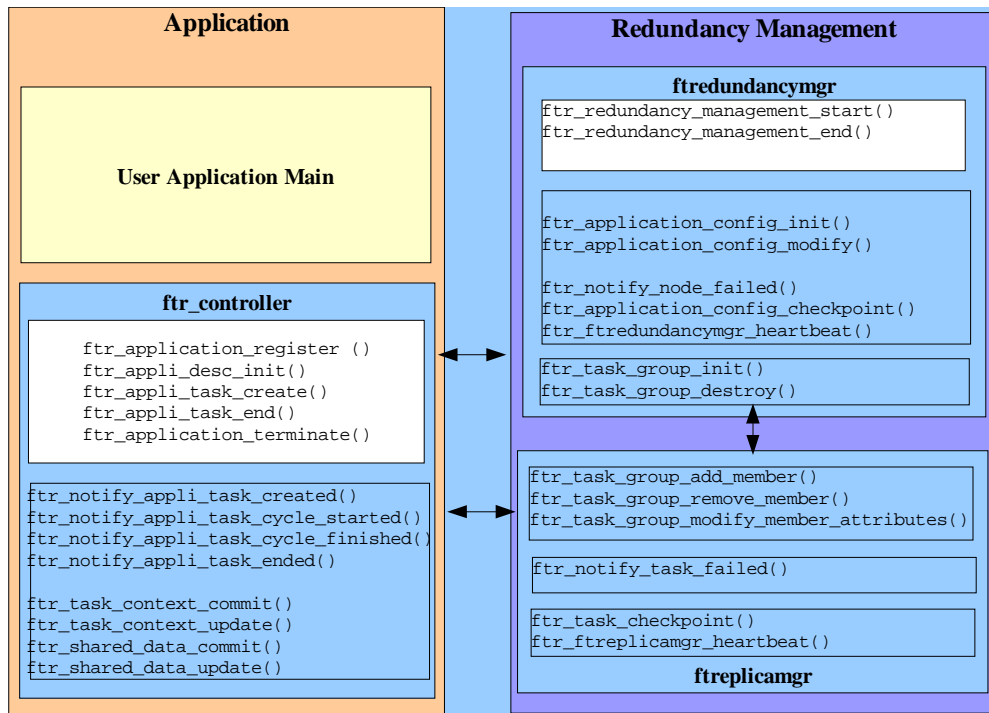 Application
User Application Main
ftr_controller
ftr_application_register ()
ftr_appli_desc_init()
ftr_appli_task_create()
ftr_appli_task_end()
ftr_application_terminate()
ftr_notify_appli_task_created()
ftr_notify_appli_task_cycle_started()
ftr_notify_appli_task_cycle_finished()
ftr_notify_appli_task_ended()
ftr_task_context_commit()
ftr_task_context_update()
ftr_shared_data_commit()
ftr_shared_data_update()
Redundancy Management
ftredundancymgr
ftr_redundancy_management_start()
ftr_redundancy_management_end()
ftr_application_config_init()
ftr_application_config_modify()
ftr_notify_node_failed()
ftr_application_config_checkpoint()
ftr_ftredundancymgr_heartbeat()
ftr_task_group_init()
ftr_task_group_destroy()
ftr_task_group_add_member()
ftr_task_group_remove_member()
ftr_task_group_modify_member_attributes()
ftr_notify_task_failed()
ftr_task_checkpoint()
ftr_ftreplicamgr_heartbeat()
ftreplicamgr